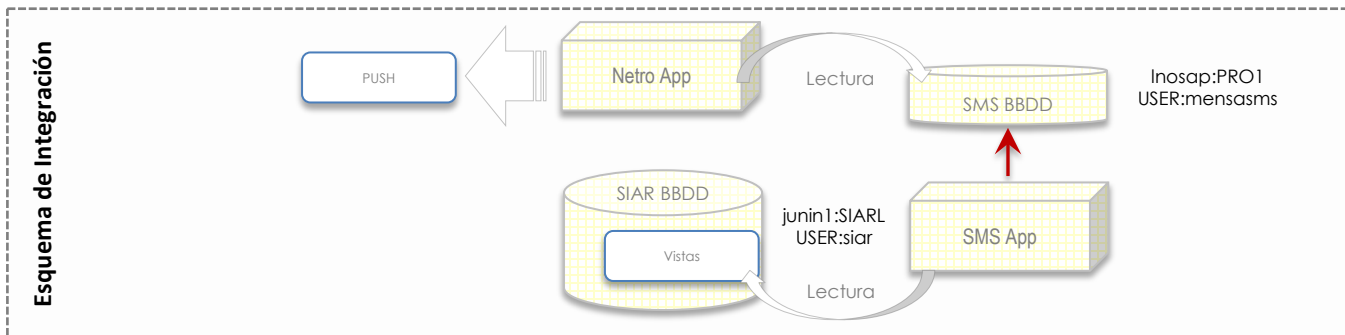 Esquema de Integración
PUSH
Netro App
Lectura
SMS BBDD
Inosap:PRO1
USER:mensasms
SIAR BBDD
Vistas
junin1:SIARL
USER:siar
SMS App
Lectura